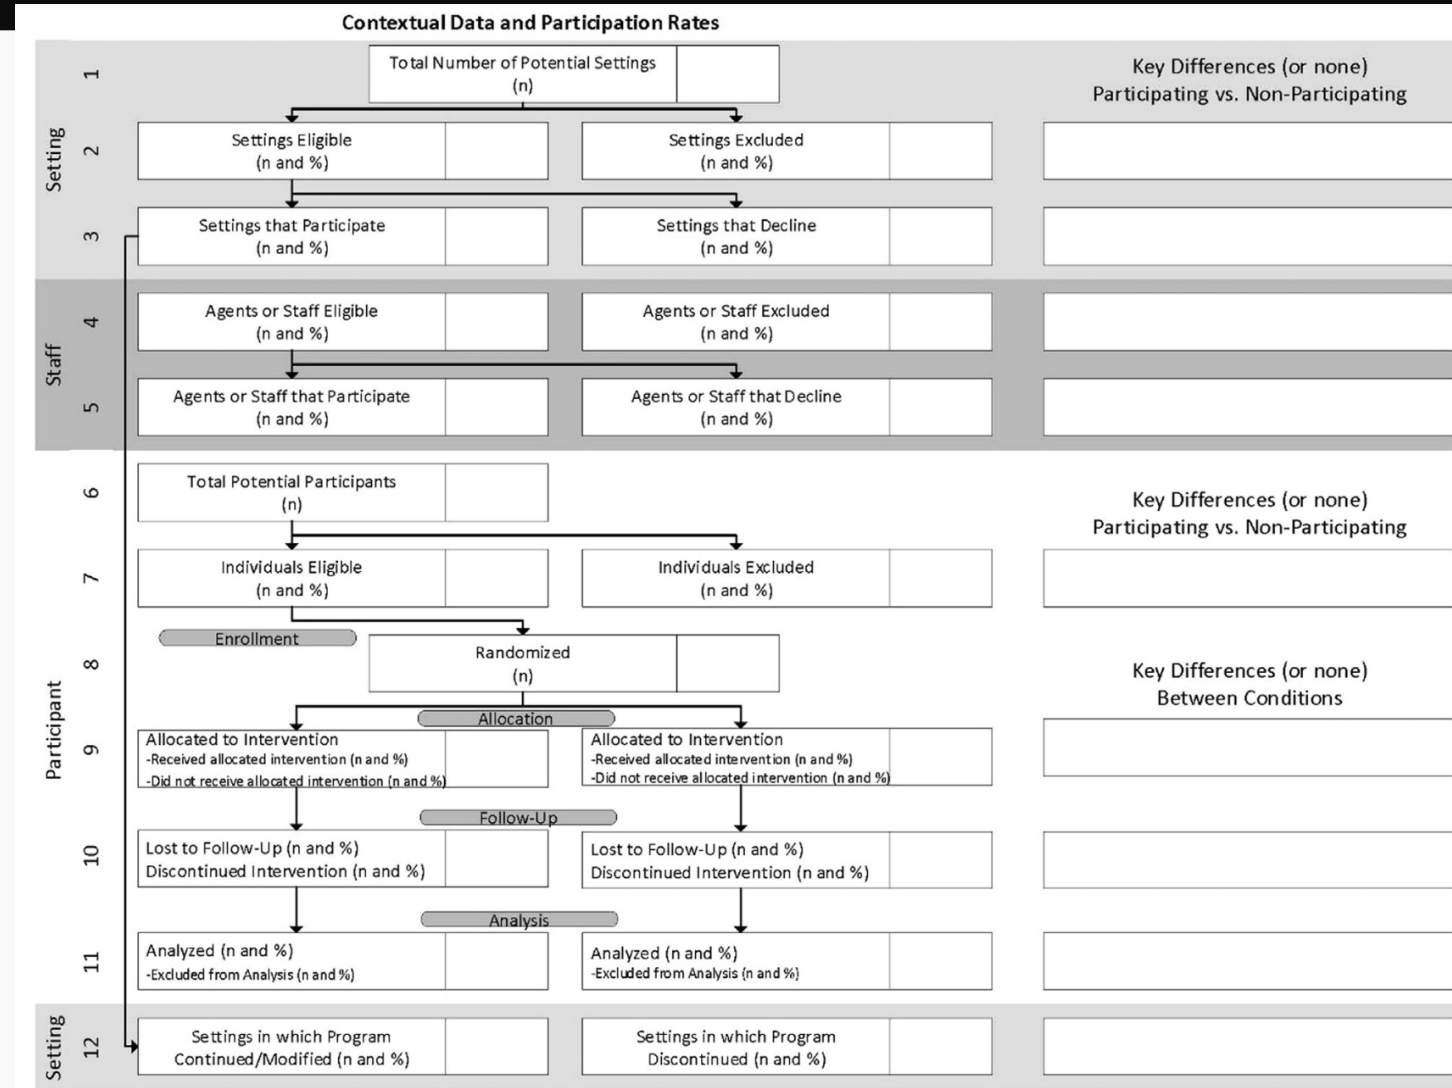 Contextual Data and Participation Rates
Setting
1
Total Number of Potential Settings
(n)
Key Differences (or none)
Participating vs. Non-Participating
2
Settings Eligible
(n and %)
Settings Excluded
(n and %)
3
Settings that Participate
(n and %)
Settings that Decline
(n and %)
Staff
4
Agents or Staff Eligible
(n and %)
Agents or Staff Excluded
(n and %)
5
Agents or Staff that Participate
(n and %)
Agents or Staff that Decline
(n and %)
Participant
6
Total Potential Participants
(n)
Key Differences (or none)
Participating vs. Non-Participating
7
Individuals Eligible
(n and %)
Individuals Excluded
(n and %)
Enrollment
8
Randomized
(n)
Key Differences (or none)
Between Conditions
Allocation
9
Allocated to Intervention
-Received allocated intervention (n and %)
-Did not receive allocated intervention (n and %)
Allocated to Intervention
-Received allocated intervention (n and %)
-Did not receive allocated intervention (n and %)
Follow-Up
10
Lost to Follow-Up (n and %)
Discontinued Intervention (n and %)
Lost to Follow-Up (n and %)
Discontinued Intervention (n and %)
Analysis
11
Analyzed (n and %)
-Excluded from Analysis (n and %)
Analyzed (n and %)
-Excluded from Analysis (n and %)
Setting
12
Settings in which Program
Continued/Modified (n and %)
Settings in which Program
Discontinued (n and %)